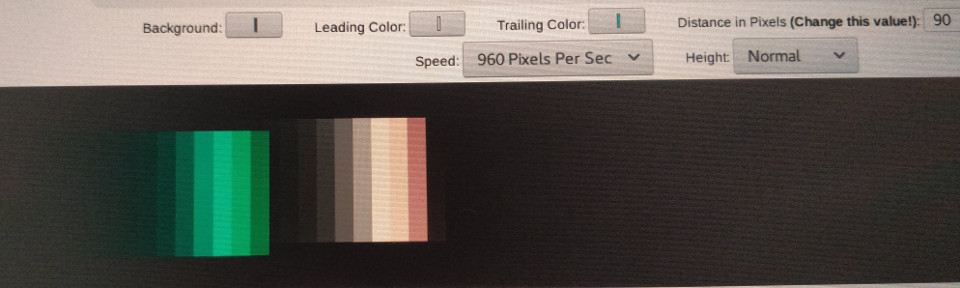 Background: Leading Color: Trailing Color: Distance in Pixels (Change this value!): 90
Speed: 960 Pixels Per Sec Height: Normal